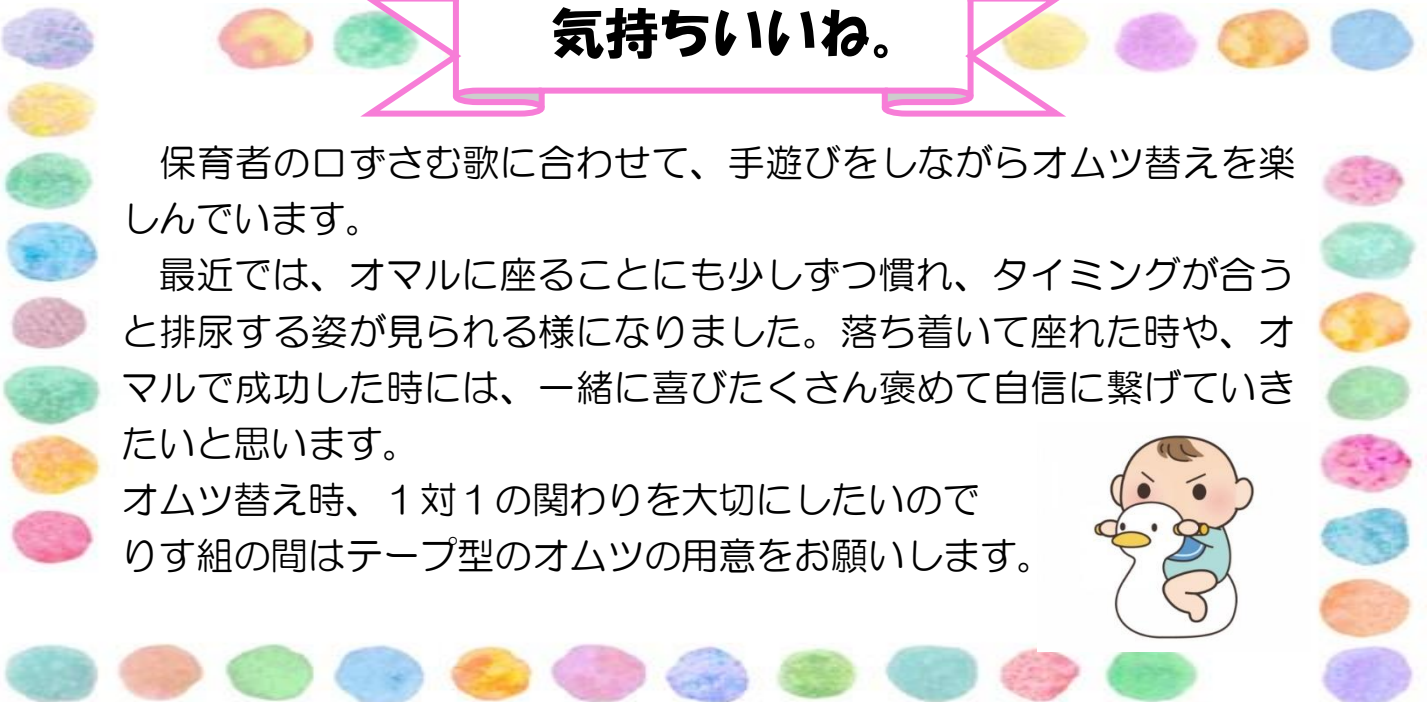 気持ちいいね。
　保育者の口ずさむ歌に合わせて、手遊びをしながらオムツ替えを楽
しんでいます。
　最近では、オマルに座ることにも少しずつ慣れ、タイミングが合う
と排尿する姿が見られる様になりました。落ち着いて座れた時や、オ
マルで成功した時には、一緒に喜びたくさん褒めて自信に繋げていき
たいと思います。
オムツ替え時、１対１の関わりを大切にしたいので
りす組の間はテープ型のオムツの用意をお願いします。